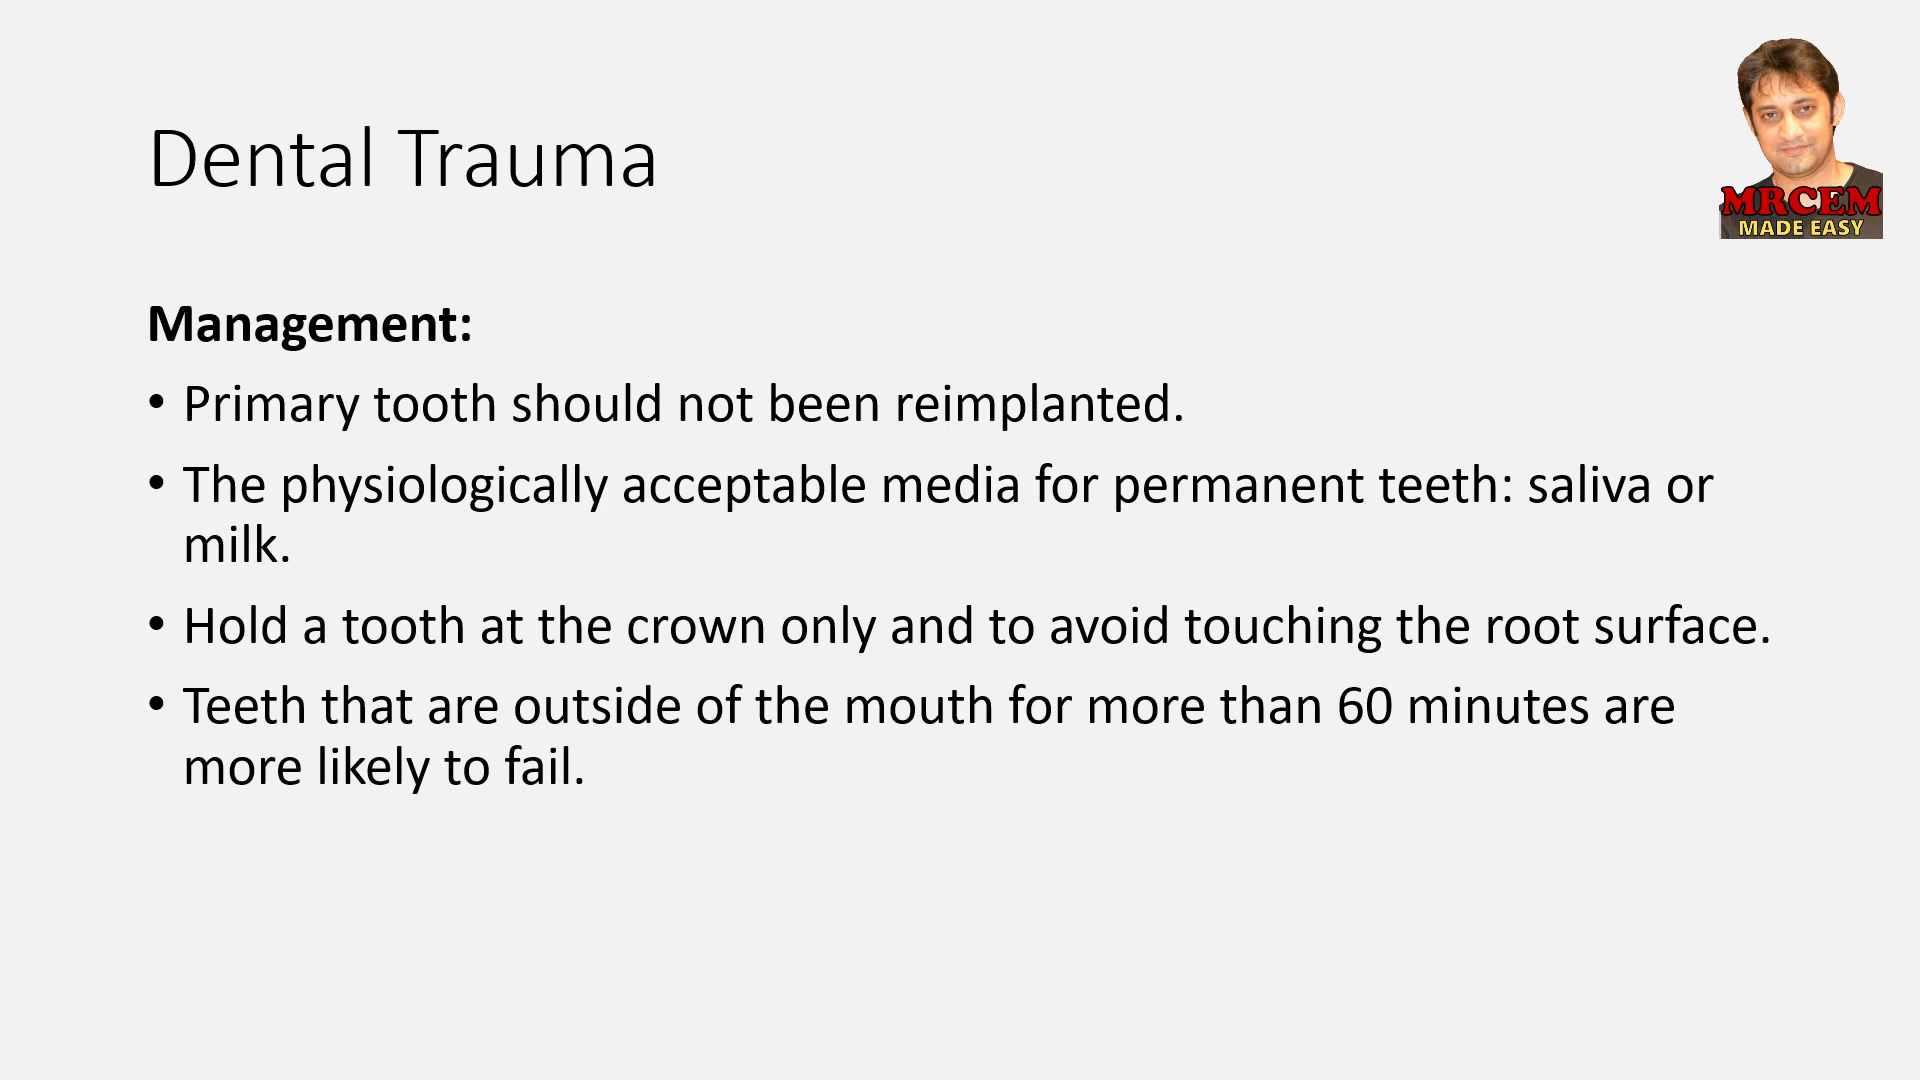 Dental Trauma
MRCEM
MADE EASY
Management:
• Primary tooth should not been reimplanted.
• The physiologically acceptable media for permanent teeth: saliva or
milk.
• Hold a tooth at the crown only and to avoid touching the root surface.
• Teeth that are outside of the mouth for more than 60 minutes are
more likely to fail.